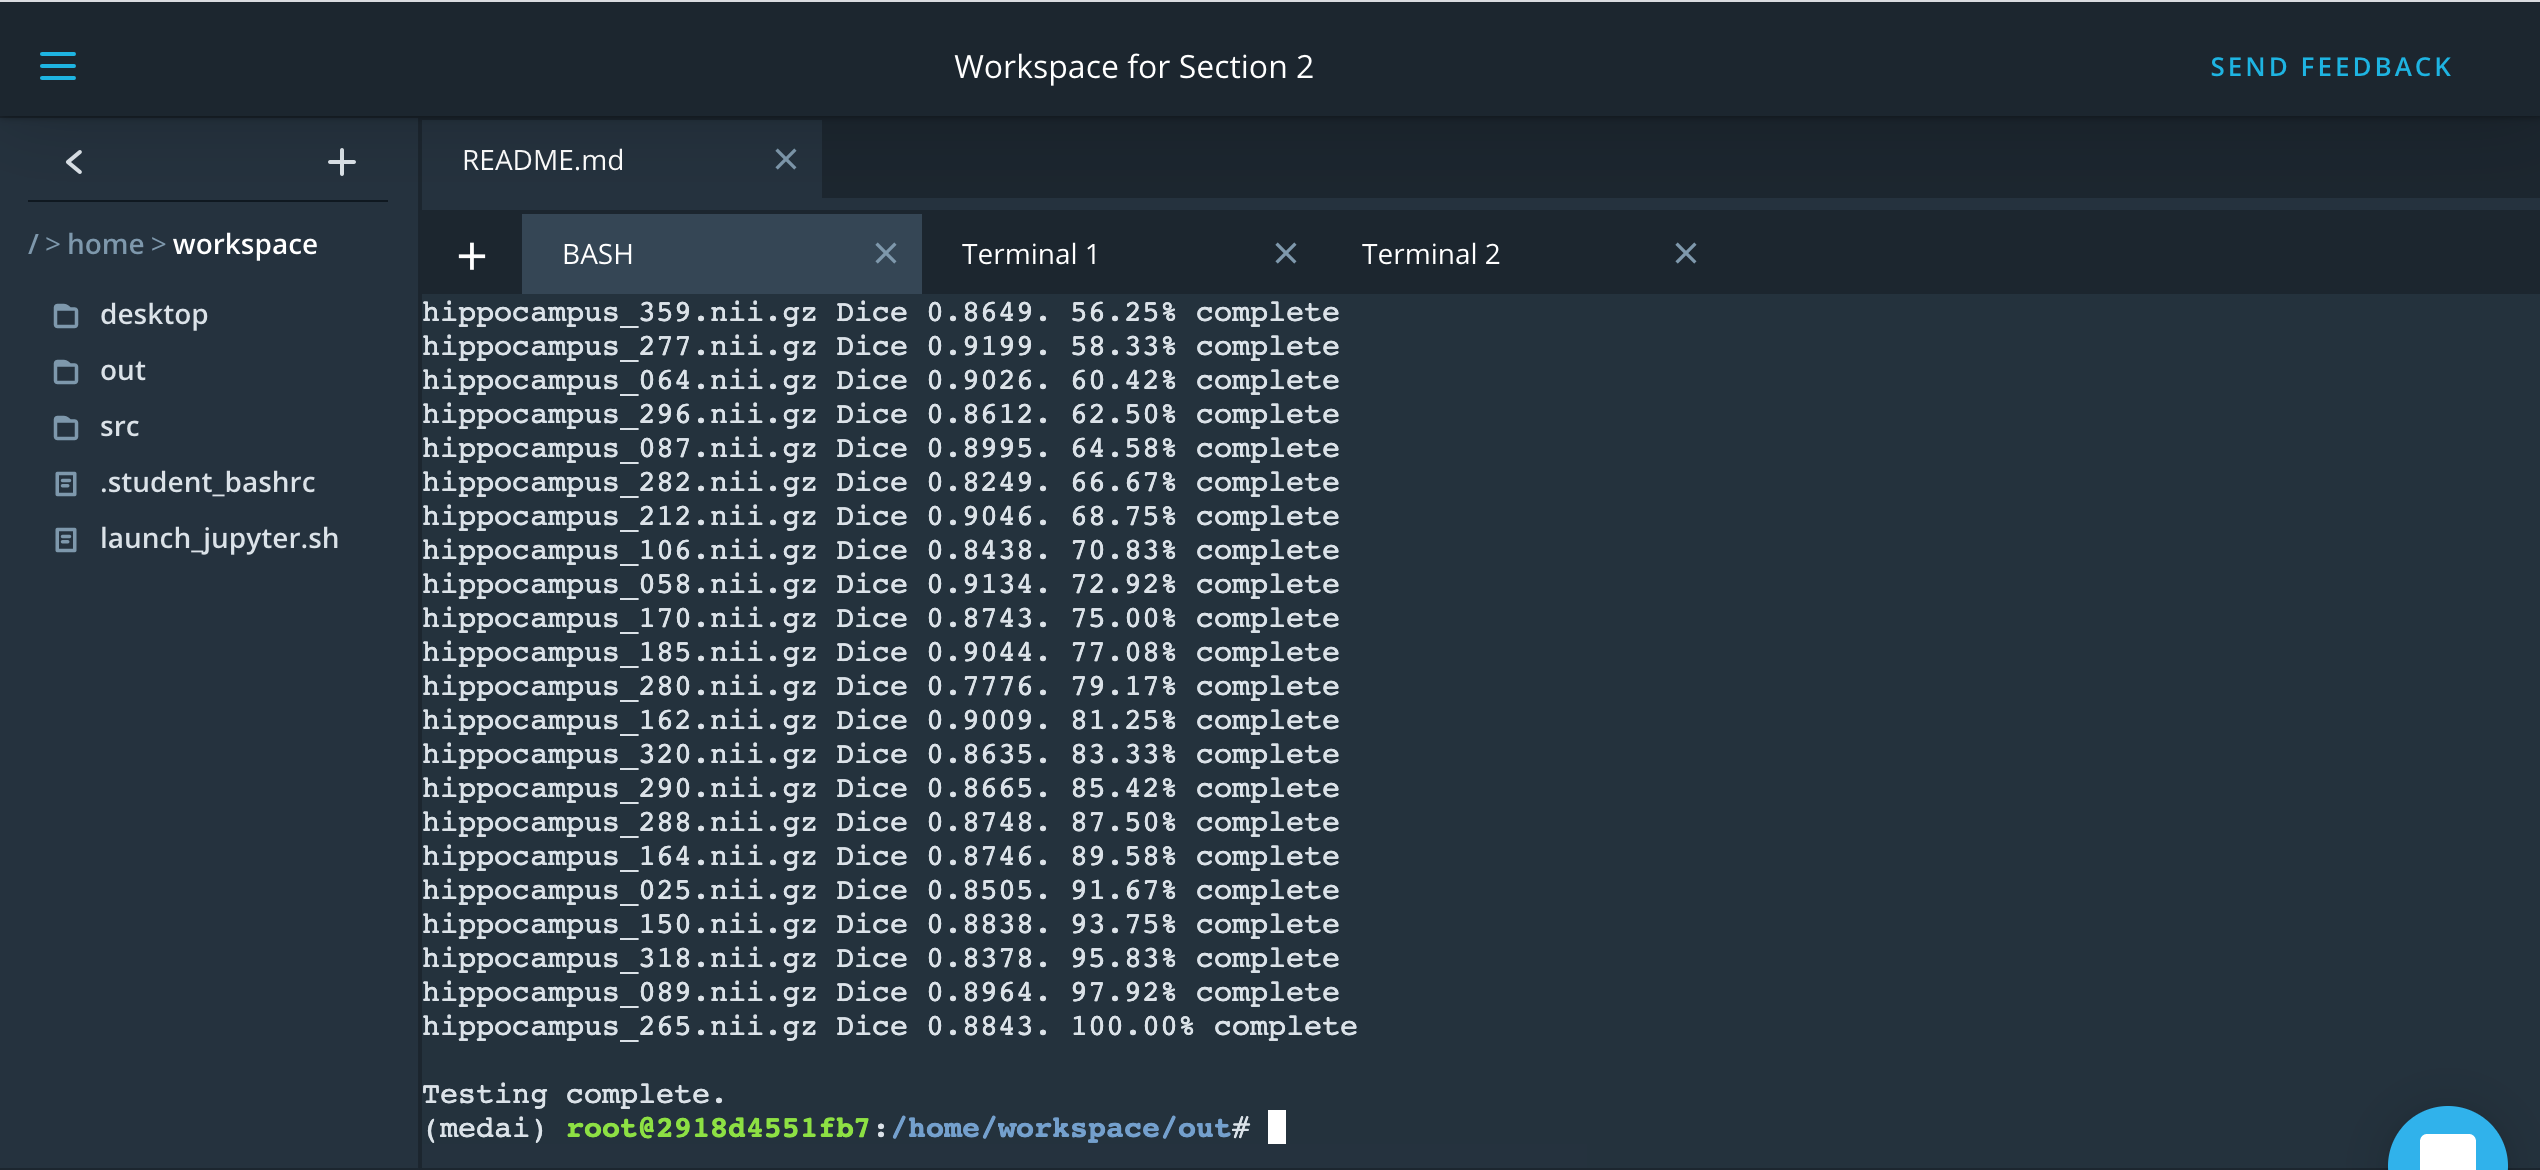 Workspace for Section 2
SEND FEEDBACK
/ > home > workspace
desktop
out
src
.student_bashrc
launch_jupyter.sh
README.md
BASH
Terminal 1
Terminal 2
hippocampus_359.nii.gz Dice 0.8649. 56.25% complete
hippocampus_277.nii.gz Dice 0.9199. 58.33% complete
hippocampus_064.nii.gz Dice 0.9026. 60.42% complete
hippocampus_296.nii.gz Dice 0.8612. 62.50% complete
hippocampus_087.nii.gz Dice 0.8995. 64.58% complete
hippocampus_282.nii.gz Dice 0.8249. 66.67% complete
hippocampus_212.nii.gz Dice 0.9046. 68.75% complete
hippocampus_106.nii.gz Dice 0.8438. 70.83% complete
hippocampus_058.nii.gz Dice 0.9134. 72.92% complete
hippocampus_170.nii.gz Dice 0.8743. 75.00% complete
hippocampus_185.nii.gz Dice 0.9044. 77.08% complete
hippocampus_280.nii.gz Dice 0.7776. 79.17% complete
hippocampus_162.nii.gz Dice 0.9009. 81.25% complete
hippocampus_320.nii.gz Dice 0.8635. 83.33% complete
hippocampus_290.nii.gz Dice 0.8665. 85.42% complete
hippocampus_288.nii.gz Dice 0.8748. 87.50% complete
hippocampus_164.nii.gz Dice 0.8746. 89.58% complete
hippocampus_025.nii.gz Dice 0.8505. 91.67% complete
hippocampus_150.nii.gz Dice 0.8838. 93.75% complete
hippocampus_318.nii.gz Dice 0.8378. 95.83% complete
hippocampus_089.nii.gz Dice 0.8964. 97.92% complete
hippocampus_265.nii.gz Dice 0.8843. 100.00% complete
Testing complete.
(medai) root@2918d4551fb7:/home/workspace/out#